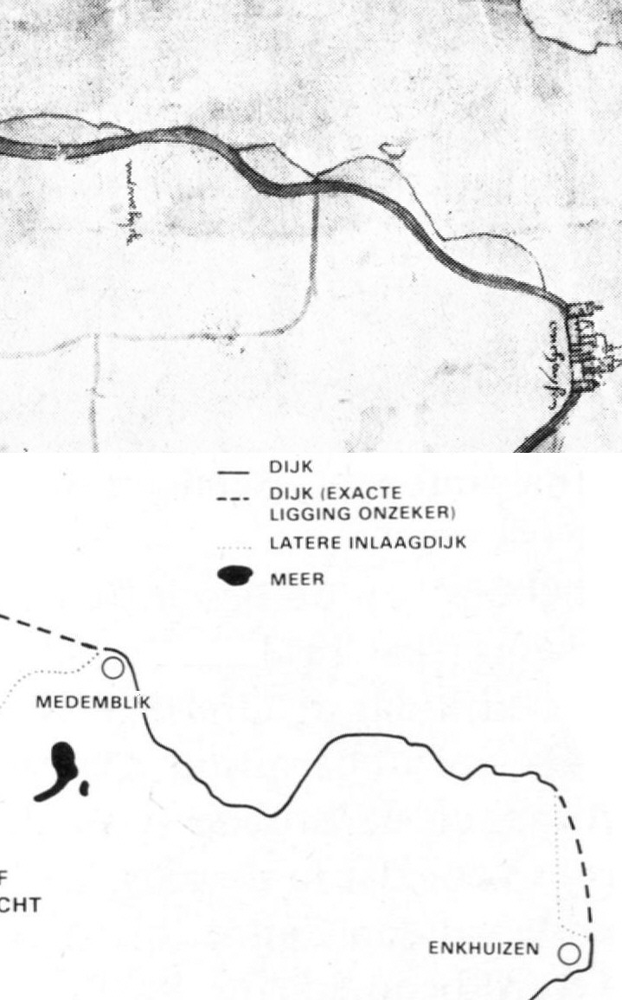 DIJK
DIJK (EXACTE
LIGGING ONZEKER)
LATERE INLAAGDIJK
MEER
MEDEMBLIK
F
CHT
ENKHUIZEN